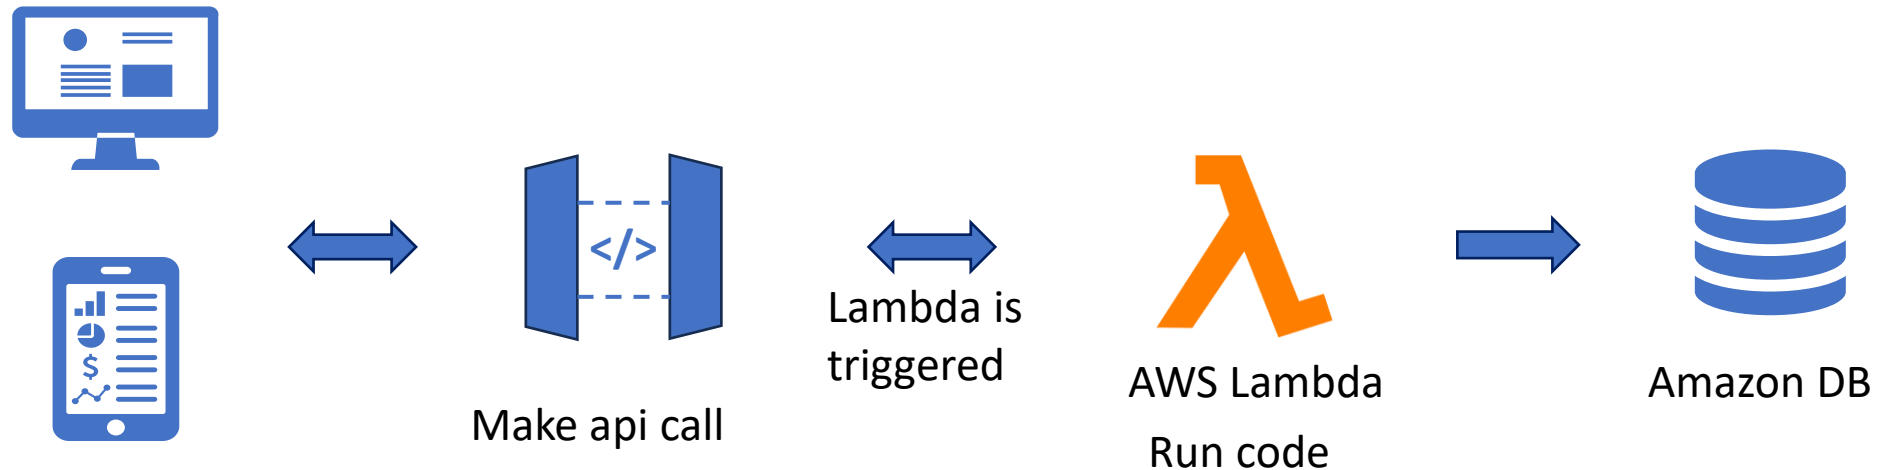 </>
$
Make api call
Lambda is
triggered
AWS Lambda
Run code
Amazon DB